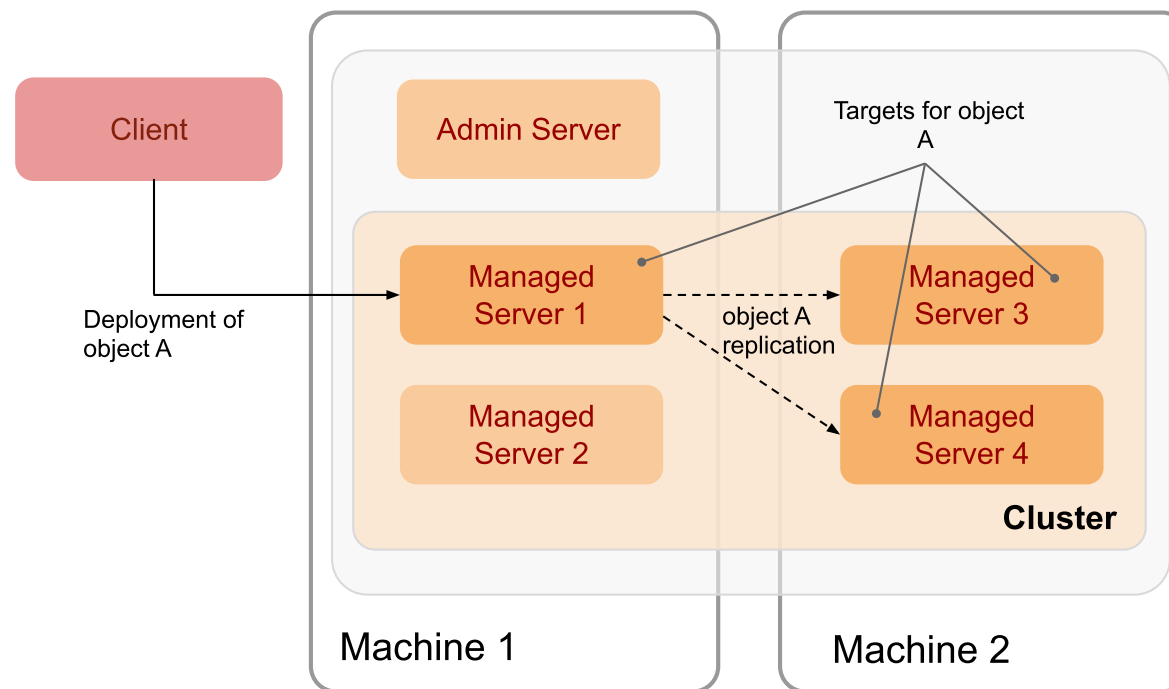 Client
Admin Server
Targets for object
A
Managed
Server 1
Managed
Server 3
Deployment of
object A
object A
replication
Managed
Server 2
Managed
Server 4
Cluster
Machine 1
Machine 2